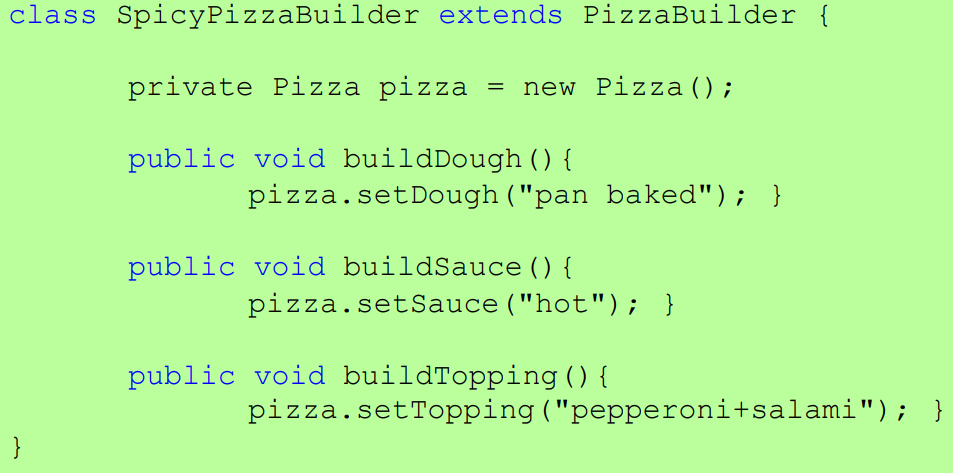 class SpicyPizzaBuilder extends PizzaBuilder {
private Pizza pizza = new Pizza();
public void buildDough(){
pizza.setDough("pan baked"); }
public void buildSauce(){
pizza.setSauce("hot"); }
public void buildTopping(){
pizza.setTopping("pepperoni+salami"); }
}